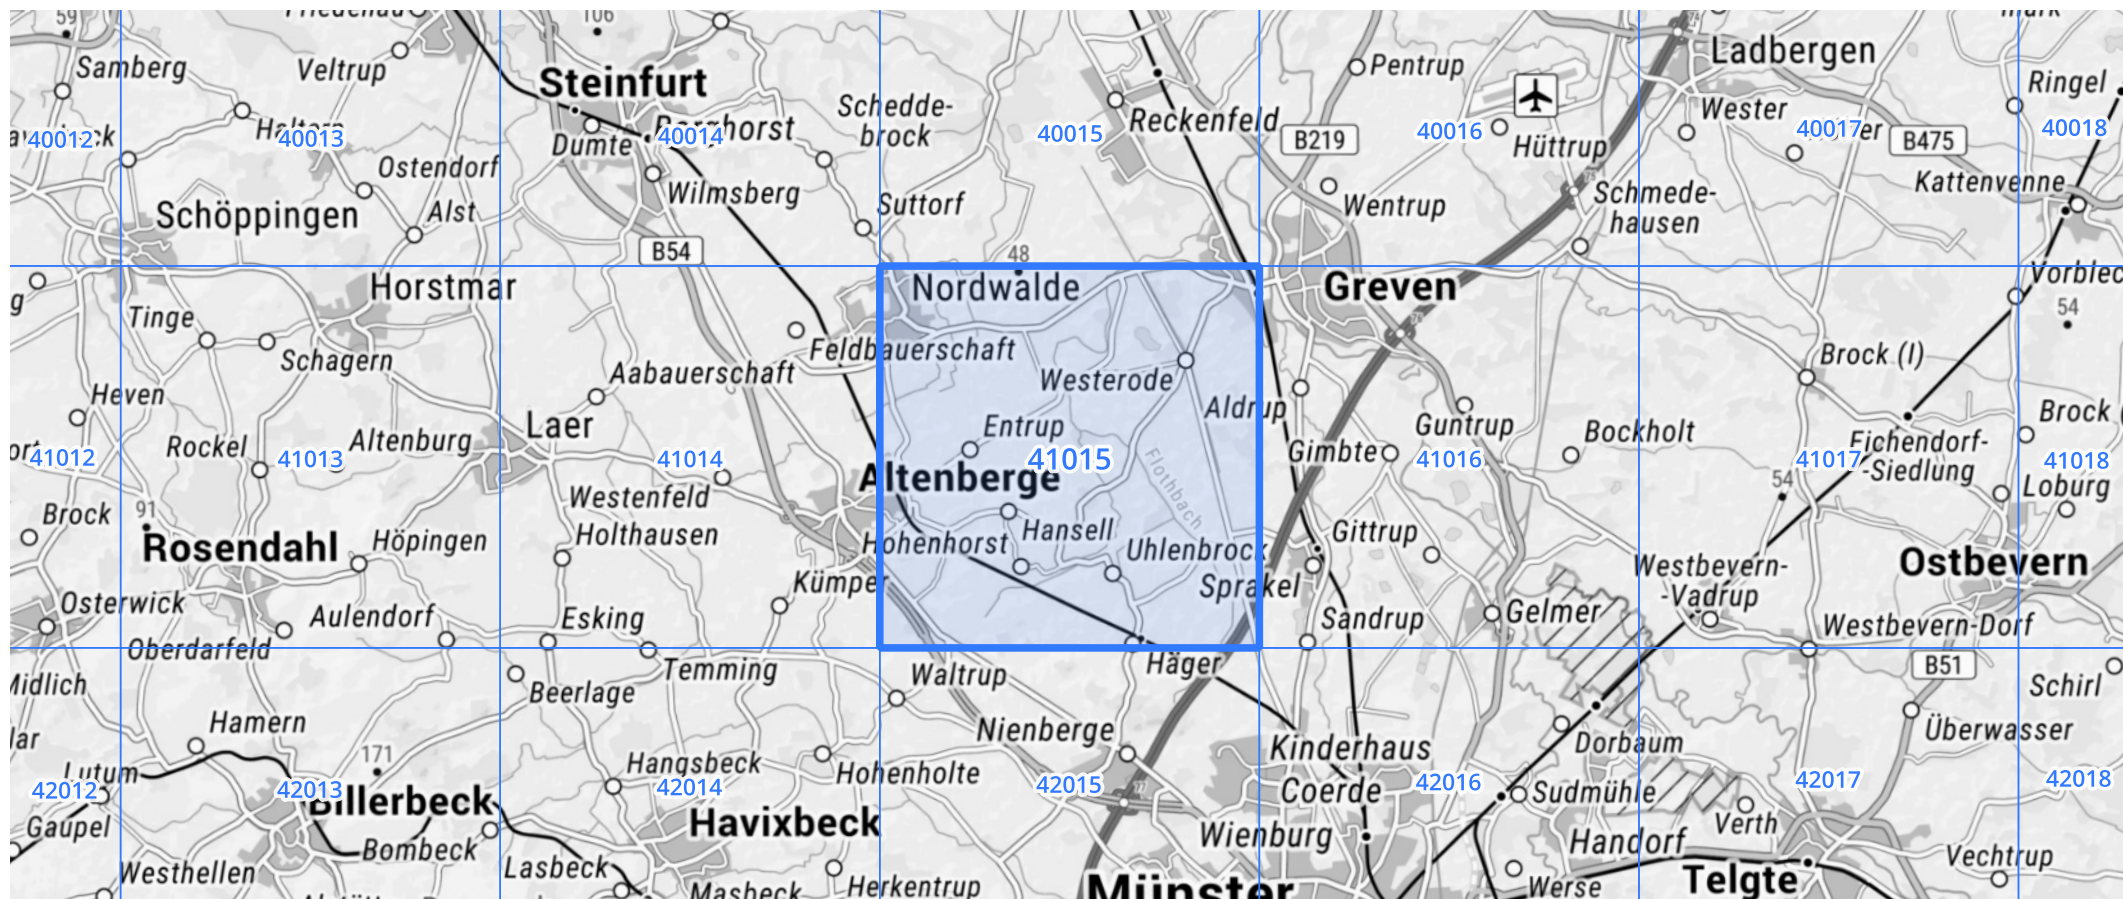 59
106
Samberg
Veltrup
Steinfurt
Pentrup
Ladbergen
Ringel
Schedde-
brock
Reckenfeld
B219
Hüttrup
Wester
B475
40012
40013
Borghorst
40014
40015
40016
40017
40018
Dumte
Ostendorf
Wilmsberg
Suttorf
Wentrup
Schmede-
hausen
Kattenvenne
Schöppingen
Alst
B54
48
Horstmar
Nordwalde
Greven
54
Tinge
Schagern
Feldbauerschaft
Brock (I)
Aabauerschaft
Westerode
Heven
Aldrup
Laer
Entrup
Guntrup
Bockholt
Brock
Rockel
Altenburg
Gimbte
Eichendorf-
-Siedlung
41012
41013
41014
41015
41016
41017
41018
Altenberge
Flothbach
54
Loburg
Westenfeld
Brock
91
Holthausen
Hansell
Gittrup
Rosendahl
Höpingen
Hohenhorst
Uhlenbrock
Westbevern-
-Vadrup
Ostbevern
Kümper
Sprakel
Osterwick
Aulendorf
Esking
Sandrup
Gelmer
Westbevern-Dorf
Oberdarfeld
Temming
Häger
B51
Beerlage
Waltrup
Schirl
Hamern
Nienberge
Überwasser
171
Kinderhaus
Dorbaum
Lutum
Hangsbeck
Hohenholte
Coerde
Sudmühle
42012
42013
42014
42015
42016
42017
42018
Billerbeck
Havixbeck
Wienburg
Handorf
Verth
Gaupel
Bombeck
Lasbeck
Vechtrup
Westhellen
Masbeck
Herkentrup
Münster
Werse
Telgte